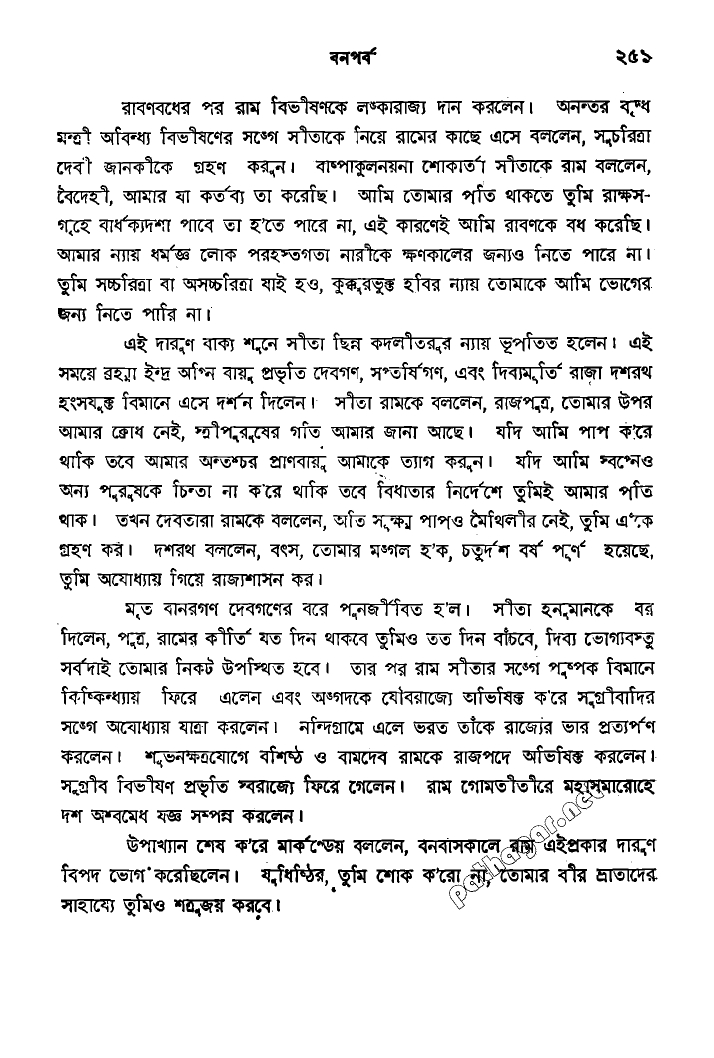 বনপর্ব ২৫১
রাবণবধের পর রাম বিভীষণকে লঙ্কারাজ্য দান করলেন। অনন্তর বৃদ্ধ
মন্ত্রী অবিন্ধ্য বিভীষণের সঙ্গে সীতাকে নিয়ে রামের কাছে এসে বললেন, সুচরিত্রা
দেবী জানকীকে গ্রহণ করুন। বাষ্পাকুলনয়না শোকার্তা সীতাকে রাম বললেন,
বৈদেহী, আমার যা কর্তব্য তা করেছি। আমি তোমার পতি থাকতে তুমি রাক্ষস-
গৃহে বার্ধক্যদশা পাবে তা হ'তে পারে না, এই কারণেই আমি রাবণকে বধ করেছি।
আমার ন্যায় ধর্মজ্ঞ লোক পরহস্তগতা নারীকে ক্ষণকালের জন্যও নিতে পারে না।
তুমি সচ্চরিত্রা বা অসচ্চরিত্রা যাই হও, কুক্কুরভুক্ত হবির ন্যায় তোমাকে আমি ভোগের
জন্য নিতে পারি না।
এই দারুণ বাক্য শুনে সীতা ছিন্ন কদলীতরুর ন্যায় ভূপতিত হলেন। এই
সময়ে ব্রহ্মা ইন্দ্র অগ্নি বায়ু প্রভৃতি দেবগণ, সপ্তর্ষিগণ, এবং দিব্যমূর্তি রাজা দশরথ
হংসযুক্ত বিমানে এসে দর্শন দিলেন। সীতা রামকে বললেন, রাজপুত্র, তোমার উপর
আমার ক্রোধ নেই, স্ত্রীপুরুষের গতি আমার জানা আছে। যদি আমি পাপ ক'রে
থাকি তবে আমার অন্তশ্চর প্রাণবায়ু আমাকে ত্যাগ করুন। যদি আমি স্বপ্নেও
অন্য পুরুষকে চিন্তা না ক'রে থাকি তবে বিধাতার নির্দেশে তুমিই আমার পতি
থাক। তখন দেবতারা রামকে বললেন, অতি সূক্ষ্ম পাপও মৈথিলীর নেই, তুমি এঁকে
গ্রহণ কর। দশরথ বললেন, বৎস, তোমার মঙ্গল হ'ক, চতুর্দশ বর্ষ পূর্ণ হয়েছে,
তুমি অযোধ্যায় গিয়ে রাজ্যশাসন কর।
মৃত বানরগণ দেবগণের বরে পুনর্জীবিত হ'ল। সীতা হনুমানকে বর
দিলেন, পুত্র, রামের কীর্তি যত দিন থাকবে তুমিও তত দিন বাঁচবে, দিব্য ভোগ্যবস্তু
সর্বদাই তোমার নিকট উপস্থিত হবে। তার পর রাম সীতার সঙ্গে পুষ্পক বিমানে
কিষ্কিন্ধ্যায় ফিরে এলেন এবং অঙ্গদকে যৌবরাজ্যে অভিষিক্ত ক'রে সুগ্রীবাদির
সঙ্গে অযোধ্যায় যাত্রা করলেন। নন্দিগ্রামে এলে ভরত তাঁকে রাজ্যের ভার প্রত্যর্পণ
করলেন। শুভনক্ষত্রযোগে বশিষ্ঠ ও বামদেব রামকে রাজপদে অভিষিক্ত করলেন।
সুগ্রীব বিভীষণ প্রভৃতি স্বরাজ্যে ফিরে গেলেন। রাম গোমতীতীরে মহাসমারোহে
দশ অশ্বমেধ যজ্ঞ সম্পন্ন করলেন।
উপাখ্যান শেষ ক'রে মার্কণ্ডেয় বললেন, বনবাসকালে রাম এইপ্রকার দারুণ
বিপদ ভোগ করেছিলেন। যুধিষ্ঠির, তুমি শোক ক'রো না, তোমার বীর ভ্রাতাদের
সাহায্যে তুমিও শত্রুজয় করবে।
pathagar.net